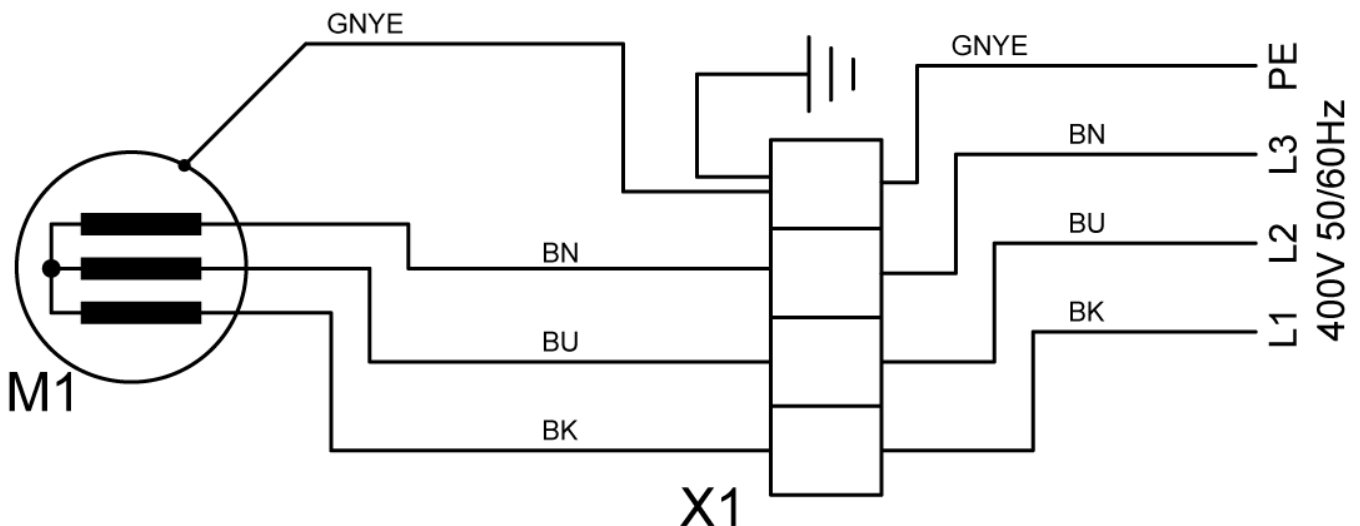 GNYE
GNYE
PE
BN
L3
BU
L2
BK
L1
400V 50/60Hz
BN
BU
BK
M1
X1